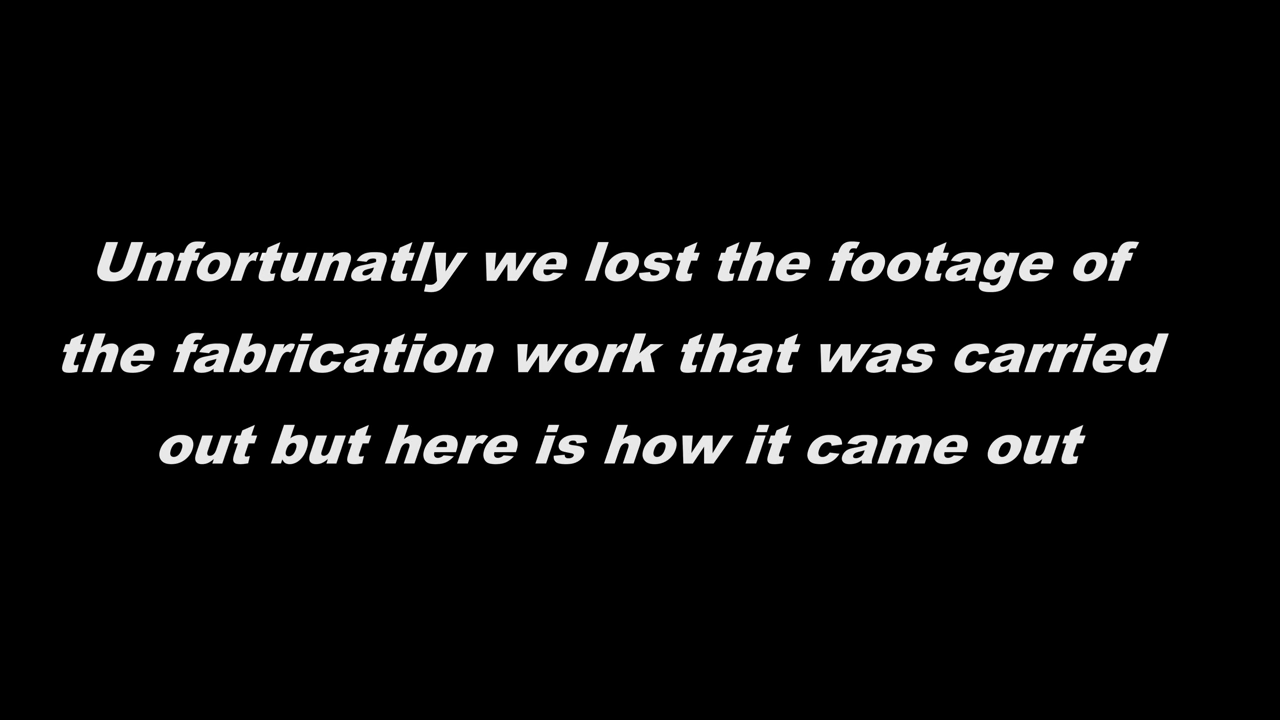 Unfortunatly we lost the footage of
the fabrication work that was carried
out but here is how it came out